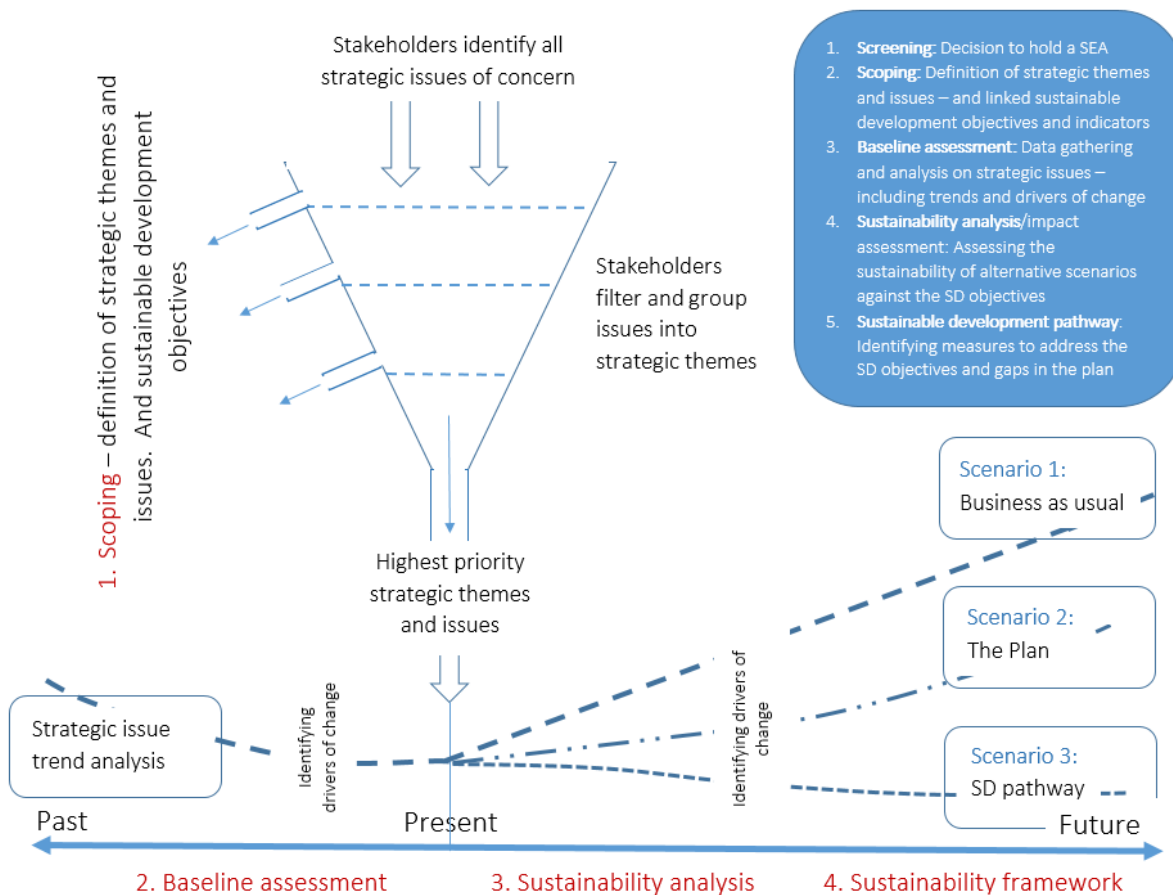 Stakeholders identify all
strategic issues of concern
1. Screening: Decision to hold a SEA
2. Scoping: Definition of strategic themes
and issues – and linked sustainable
development objectives and indicators
3. Baseline assessment: Data gathering
and analysis on strategic issues –
including trends and drivers of change
4. Sustainability analysis/impact
assessment: Assessing the
sustainability of alternative scenarios
against the SD objectives
5. Sustainable development pathway:
Identifying measures to address the
SD objectives and gaps in the plan
1. Scoping – definition of strategic themes and
issues. And sustainable development
objectives
Stakeholders
filter and group
issues into
strategic themes
Highest priority
strategic themes
and issues
Scenario 1:
Business as usual
Scenario 2:
The Plan
Scenario 3:
SD pathway
Strategic issue
trend analysis
Identifying
drivers of change
Identifying drivers of
change
Past
Present
Future
2. Baseline assessment
3. Sustainability analysis
4. Sustainability framework